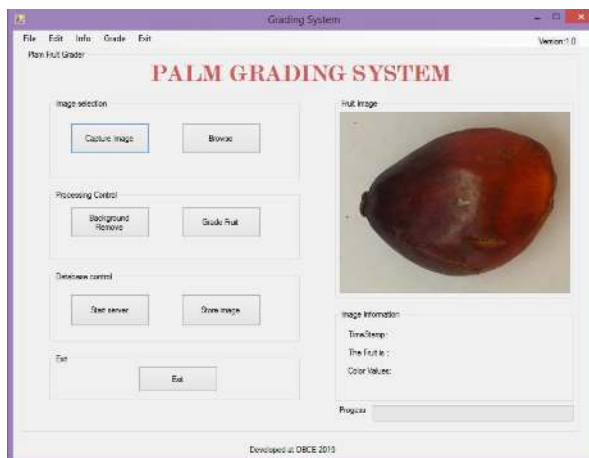 Grading System
File Edit Info Grade Exit
Version:1.0
Plam Fruit Grader
PALM GRADING SYSTEM
Image selection
Capture Image
Browse
Fruit Image
Processing Control
Background
Remove
Grade Fruit
Database control
Start server
Store image
Image Information
TimeStemp :
The Fruit is :
Color Values:
Exit
Exit
Progress
Developed at DBCE 2015